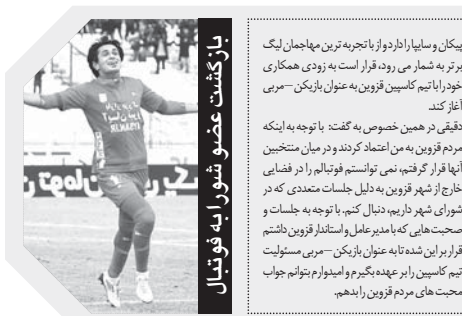 بازگشت عضو شورا به فوتبال
پیکان و سایپا را دارد و از با تجربه ترین مهاجمان لیگ
برتر به شمار می رود، قرار است به زودی همکاری
خود را با تیم کاسپین قزوین به عنوان بازیکن – مربی
آغاز کند.
دقیقی در همین خصوص به گفت: با توجه به اینکه
مردم قزوین به من اعتماد کردند و در میان منتخبین
آنها قرار گرفتم، نمی توانستم فوتبالم را در فضایی
خارج از شهر قزوین به دلیل جلسات متعددی که در
شورای شهر داریم، دنبال کنم. با توجه به جلسات و
صحبت هایی که با مدیر عامل و استاندار قزوین داشتم
قرار بر این شده تا به عنوان بازیکن – مربی مسئولیت
تیم کاسپین را بر عهده بگیرم و امیدوارم بتوانم جواب
محبت های مردم قزوین را بدهم.